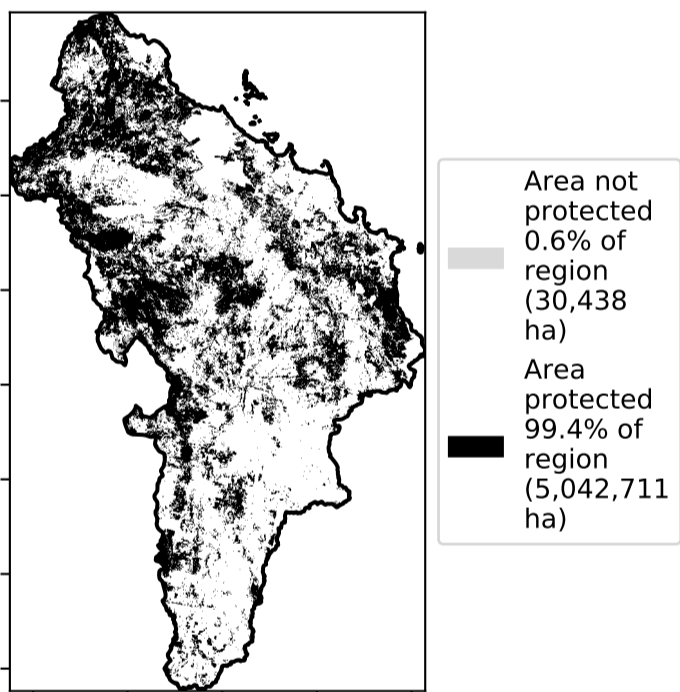 Area not
protected
0.6% of
region
(30,438
ha)
Area
protected
99.4% of
region
(5,042,711
ha)